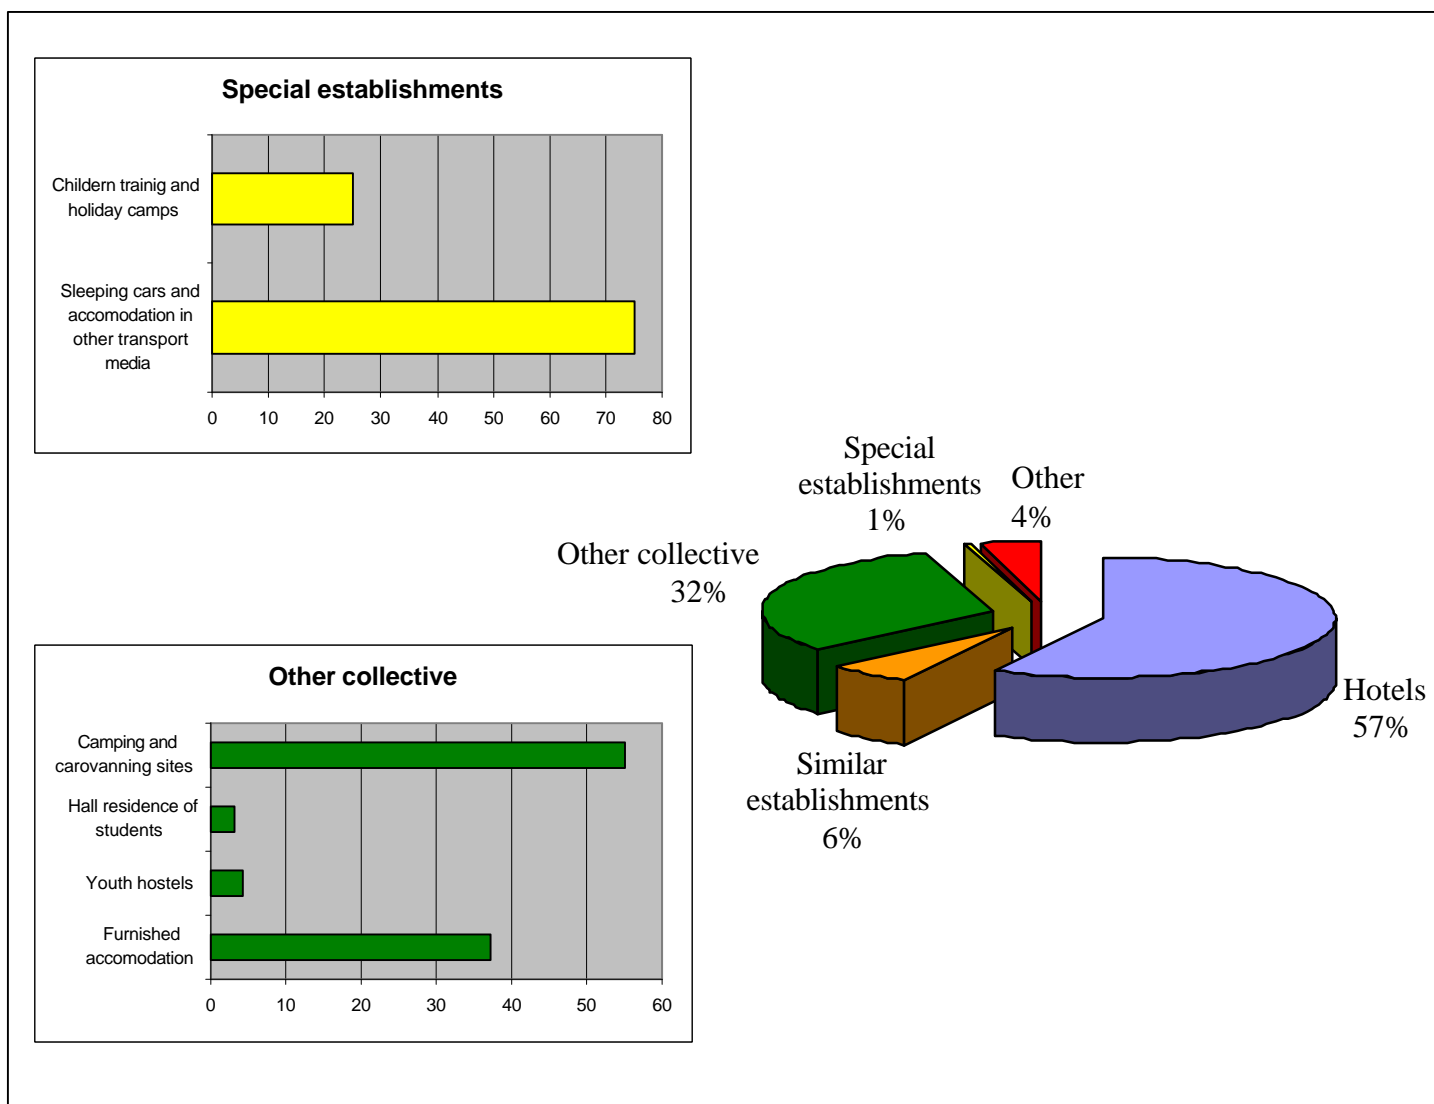 Special establishments
Childern trainig and
holiday camps
Sleeping cars and
accomodation in
other transport
media
0 10 20 30 40 50 60 70 80
Special
establishments
1%
Other
4%
Other collective
32%
Hotels
57%
Similar
establishments
6%
Other collective
Camping and
carovanning sites
Hall residence of
students
Youth hostels
Furnished
accomodation
0 10 20 30 40 50 60